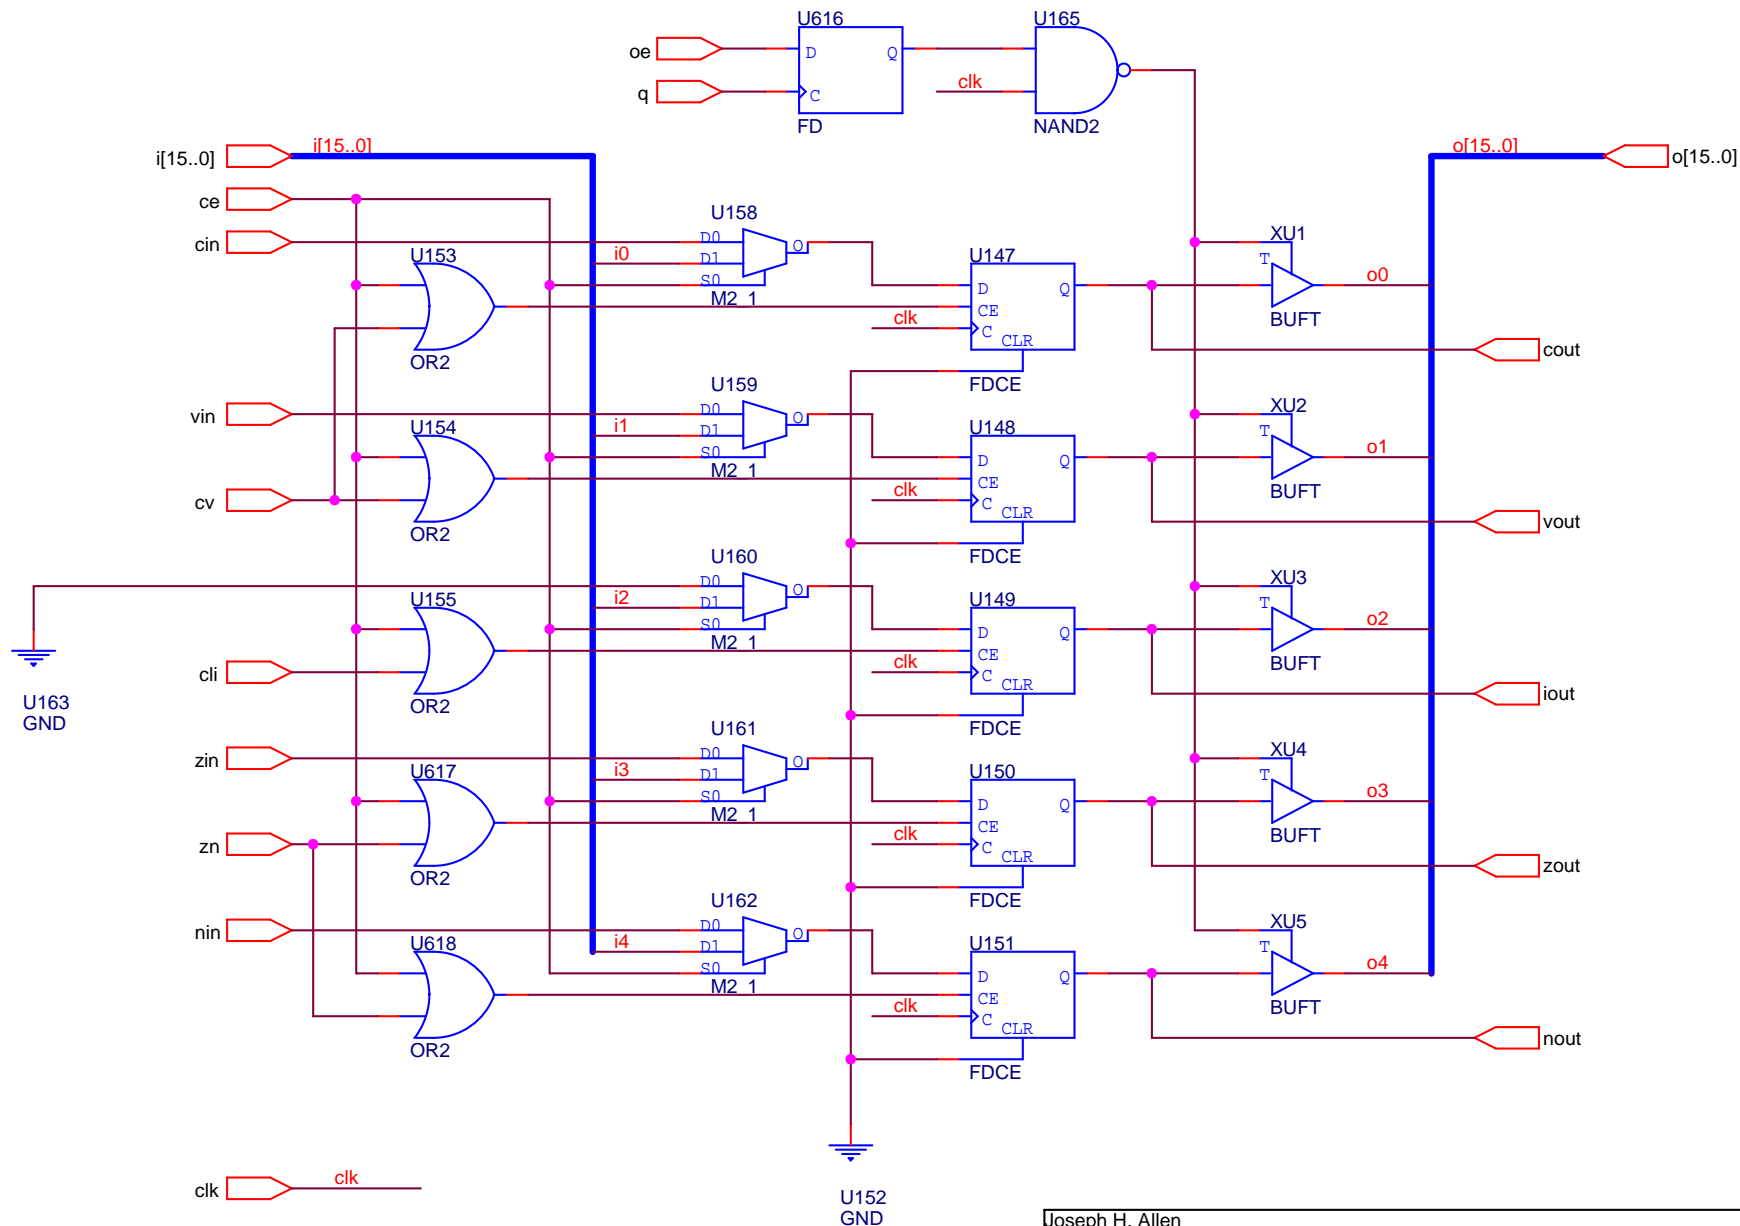 U616
U165
oe
D
Q
q
C
clk
FD
NAND2
i[15..0]
i[15..0]
o[15..0]
o[15..0]
ce
cin
U158
XU1
D0
O
U153
i0
D1
U147
T
S0
M2_1
D
Q
o0
CE
clk
C
BUFT
CLR
OR2
cout
FDCE
U159
XU2
vin
D0
O
U154
i1
D1
U148
T
S0
M2_1
D
Q
o1
CE
clk
C
BUFT
cv
CLR
OR2
vout
FDCE
U160
XU3
D0
O
U155
i2
D1
U149
T
S0
M2_1
D
Q
o2
CE
clk
C
BUFT
cli
CLR
U163
GND
OR2
iout
FDCE
U161
XU4
zin
D0
O
U617
i3
D1
U150
T
S0
M2_1
D
Q
o3
CE
clk
C
BUFT
zn
CLR
OR2
zout
FDCE
U162
XU5
nin
D0
O
U618
i4
D1
U151
T
S0
M2_1
D
Q
o4
CE
clk
C
BUFT
CLR
OR2
nout
FDCE
clk
clk
U152
GND
Joseph H. Allen